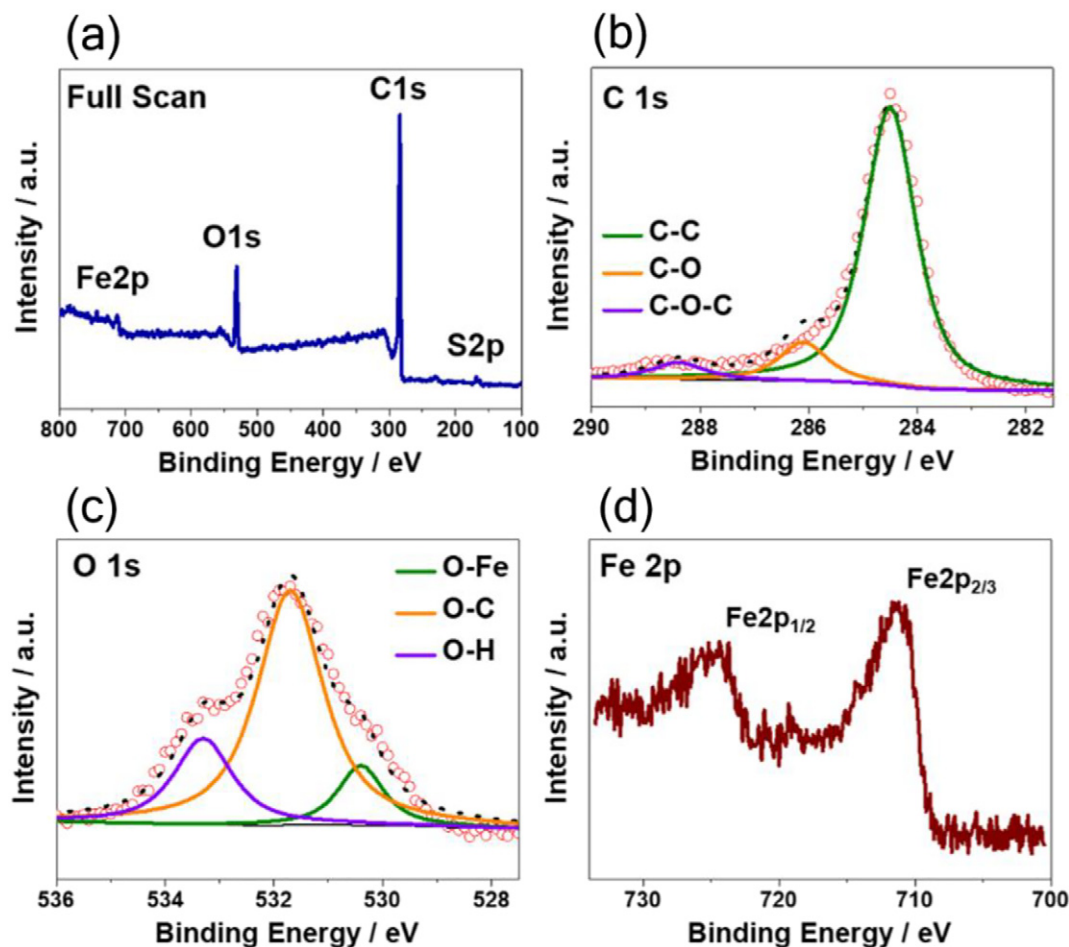 (a)
Full Scan
C1s
O1s
Fe2p
S2p
Intensity / a.u.
800 700 600 500 400 300 200 100
Binding Energy / eV
(b)
C 1s
C-C
C-O
C-O-C
Intensity / a.u.
290 288 286 284 282
Binding Energy / eV
(c)
O 1s
O-Fe
O-C
O-H
Intensity / a.u.
536 534 532 530 528
Binding Energy / eV
(d)
Fe 2p
Fe2p2/3
Fe2p1/2
Intensity / a.u.
730 720 710 700
Binding Energy / eV